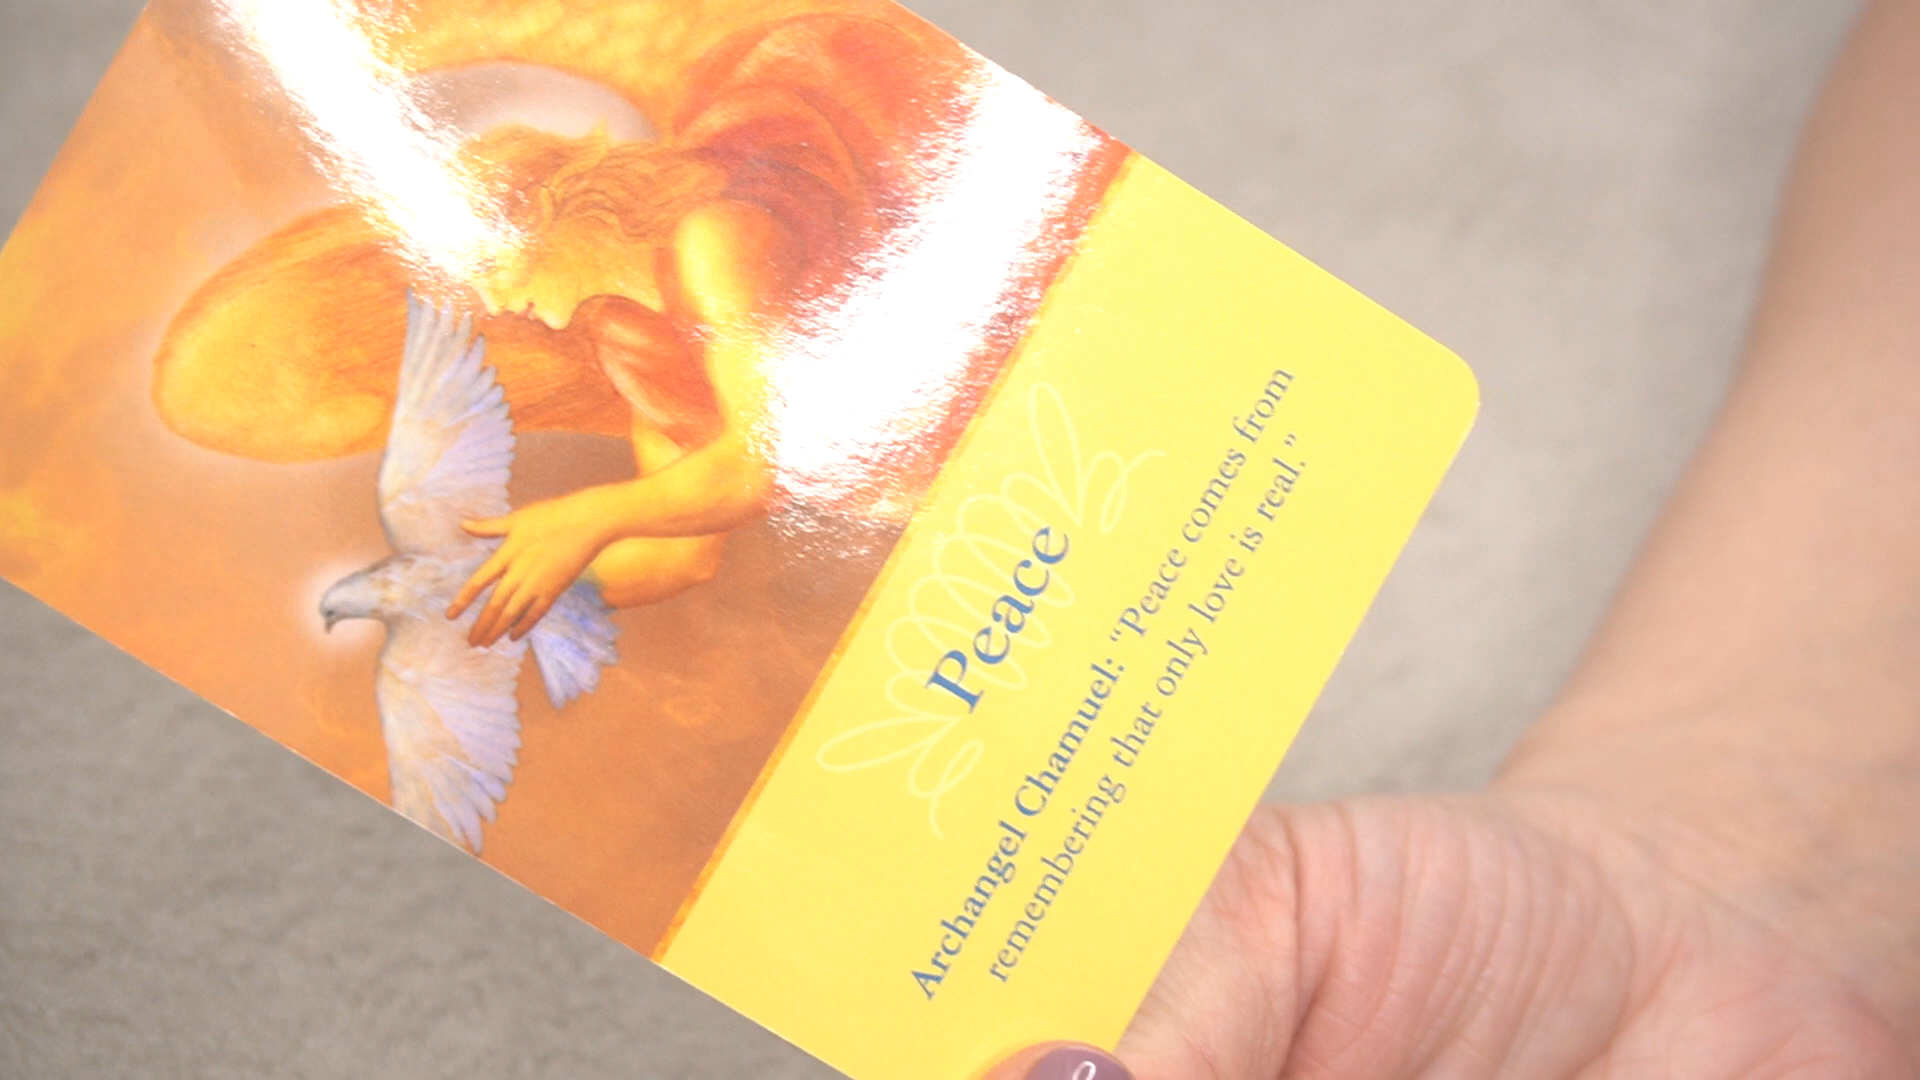 Peace
Archangel Chamuel: “Peace comes from
remembering that only love is real.”